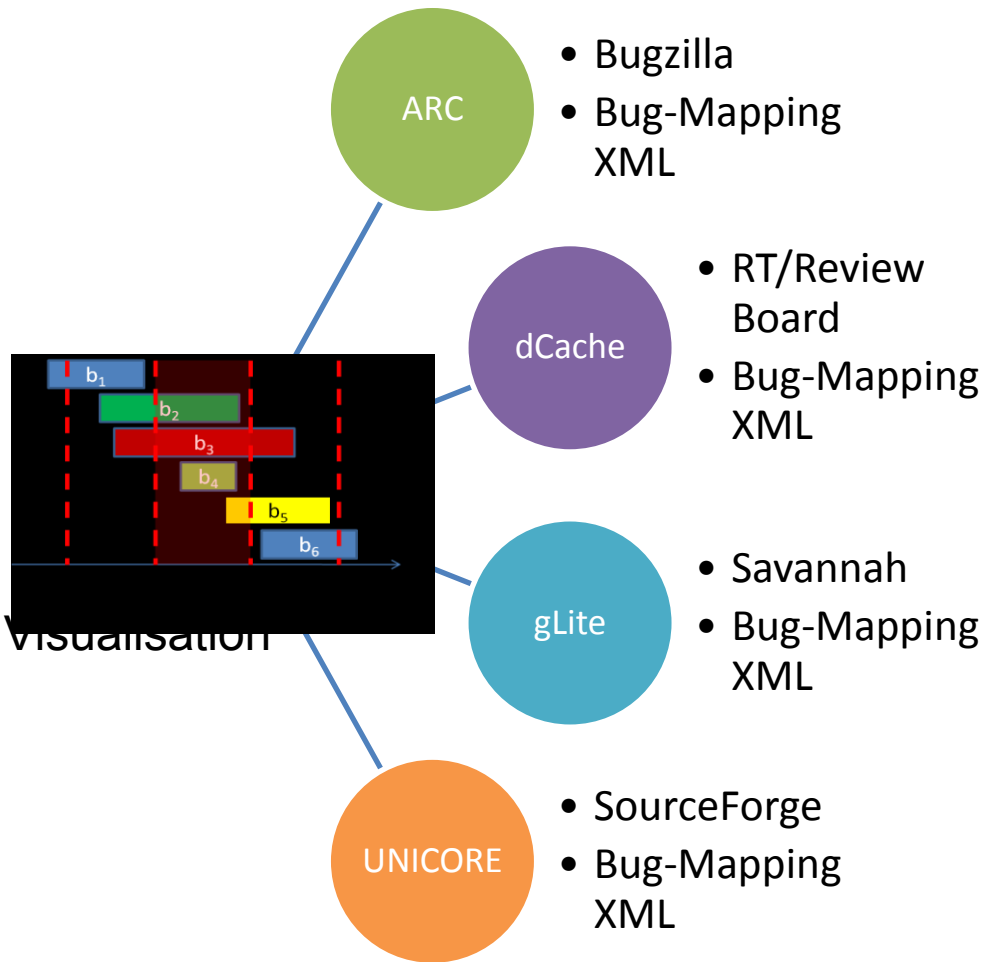 ARC
• Bugzilla
• Bug-Mapping
XML
dCache
• RT/Review
Board
• Bug-Mapping
XML
b₁
b₂
b₃
b₄
b₅
b₆
Visualisation
gLite
• Savannah
• Bug-Mapping
XML
UNICORE
• SourceForge
• Bug-Mapping
XML